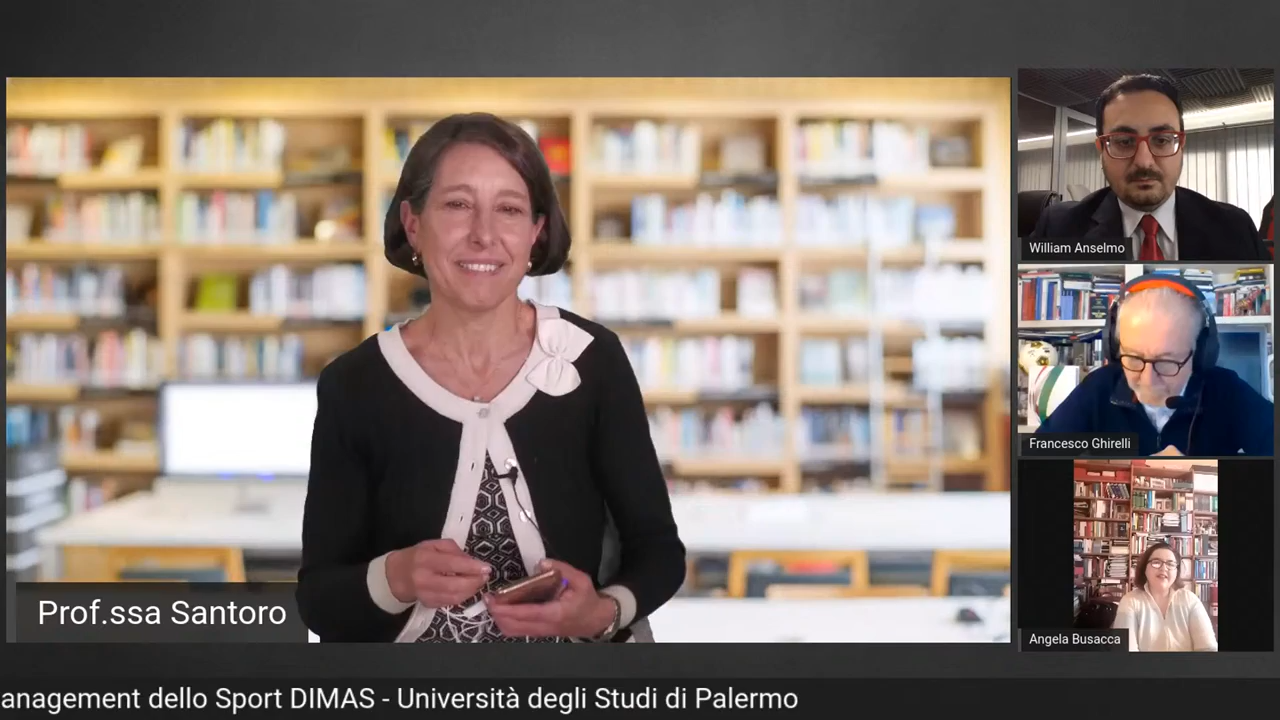 Prof.ssa Santoro
William Anselmo
Francesco Ghirelli
Angela Busacca
anagement dello Sport DIMAS - Università degli Studi di Palermo